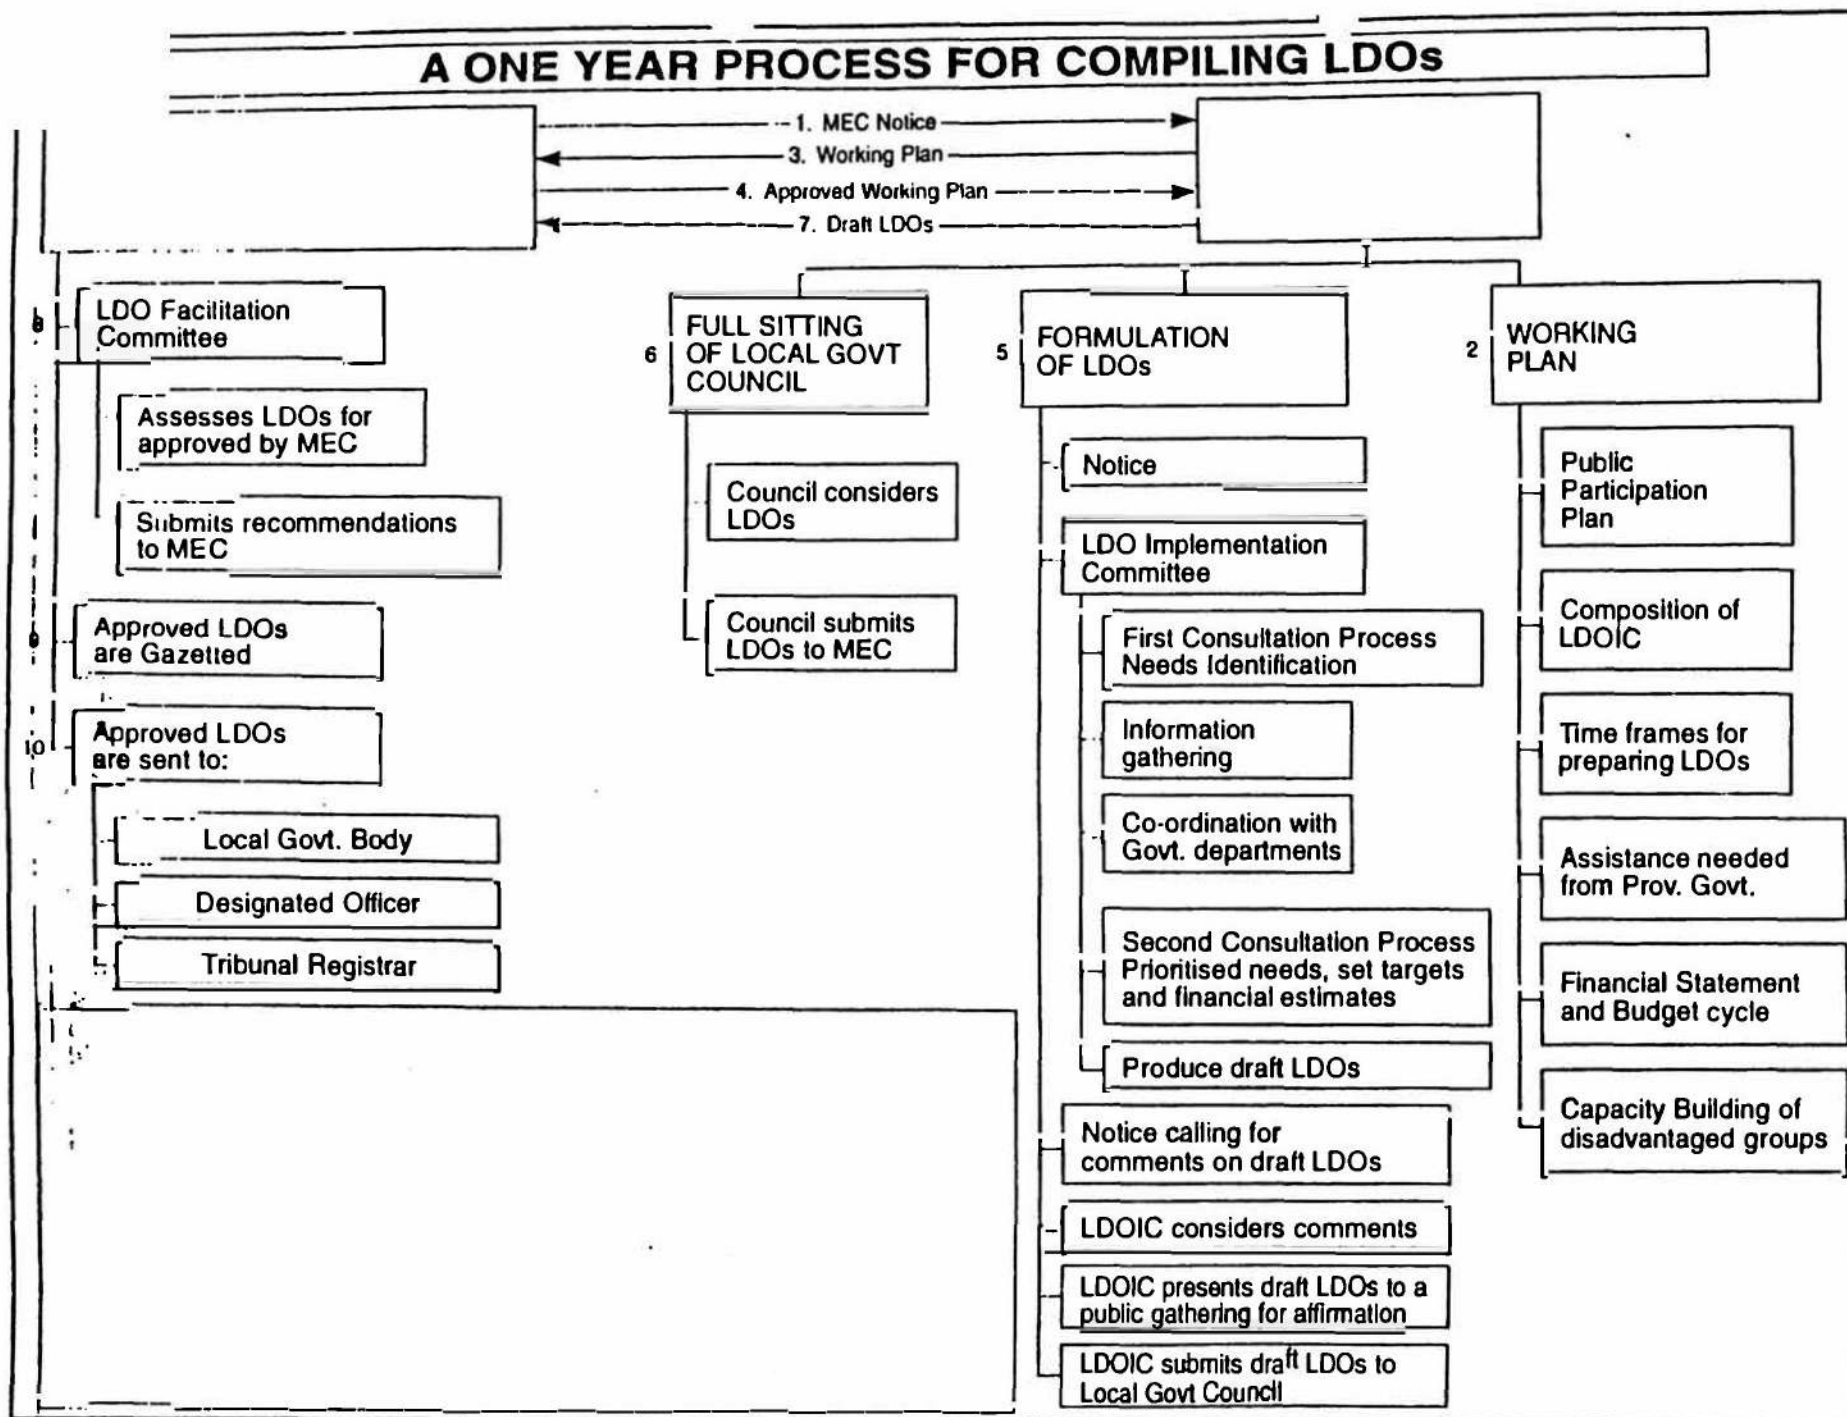 A ONE YEAR PROCESS FOR COMPILING LDOs
1. MEC Notice
3. Working Plan
4. Approved Working Plan
7. Draft LDOs
8
LDO Facilitation
Committee
Assesses LDOs for
approved by MEC
Submits recommendations
to MEC
9
Approved LDOs
are Gazetted
10
Approved LDOs
are sent to:
Local Govt. Body
Designated Officer
Tribunal Registrar
6
FULL SITTING
OF LOCAL GOVT
COUNCIL
Council considers
LDOs
Council submits
LDOs to MEC
5
FORMULATION
OF LDOs
Notice
LDO Implementation
Committee
First Consultation Process
Needs Identification
Information
gathering
Co-ordination with
Govt. departments
Second Consultation Process
Prioritised needs, set targets
and financial estimates
Produce draft LDOs
Notice calling for
comments on draft LDOs
LDOIC considers comments
LDOIC presents draft LDOs to a
public gathering for affirmation
LDOIC submits draft LDOs to
Local Govt Council
2
WORKING
PLAN
Public
Participation
Plan
Composition of
LDOIC
Time frames for
preparing LDOs
Assistance needed
from Prov. Govt.
Financial Statement
and Budget cycle
Capacity Building of
disadvantaged groups